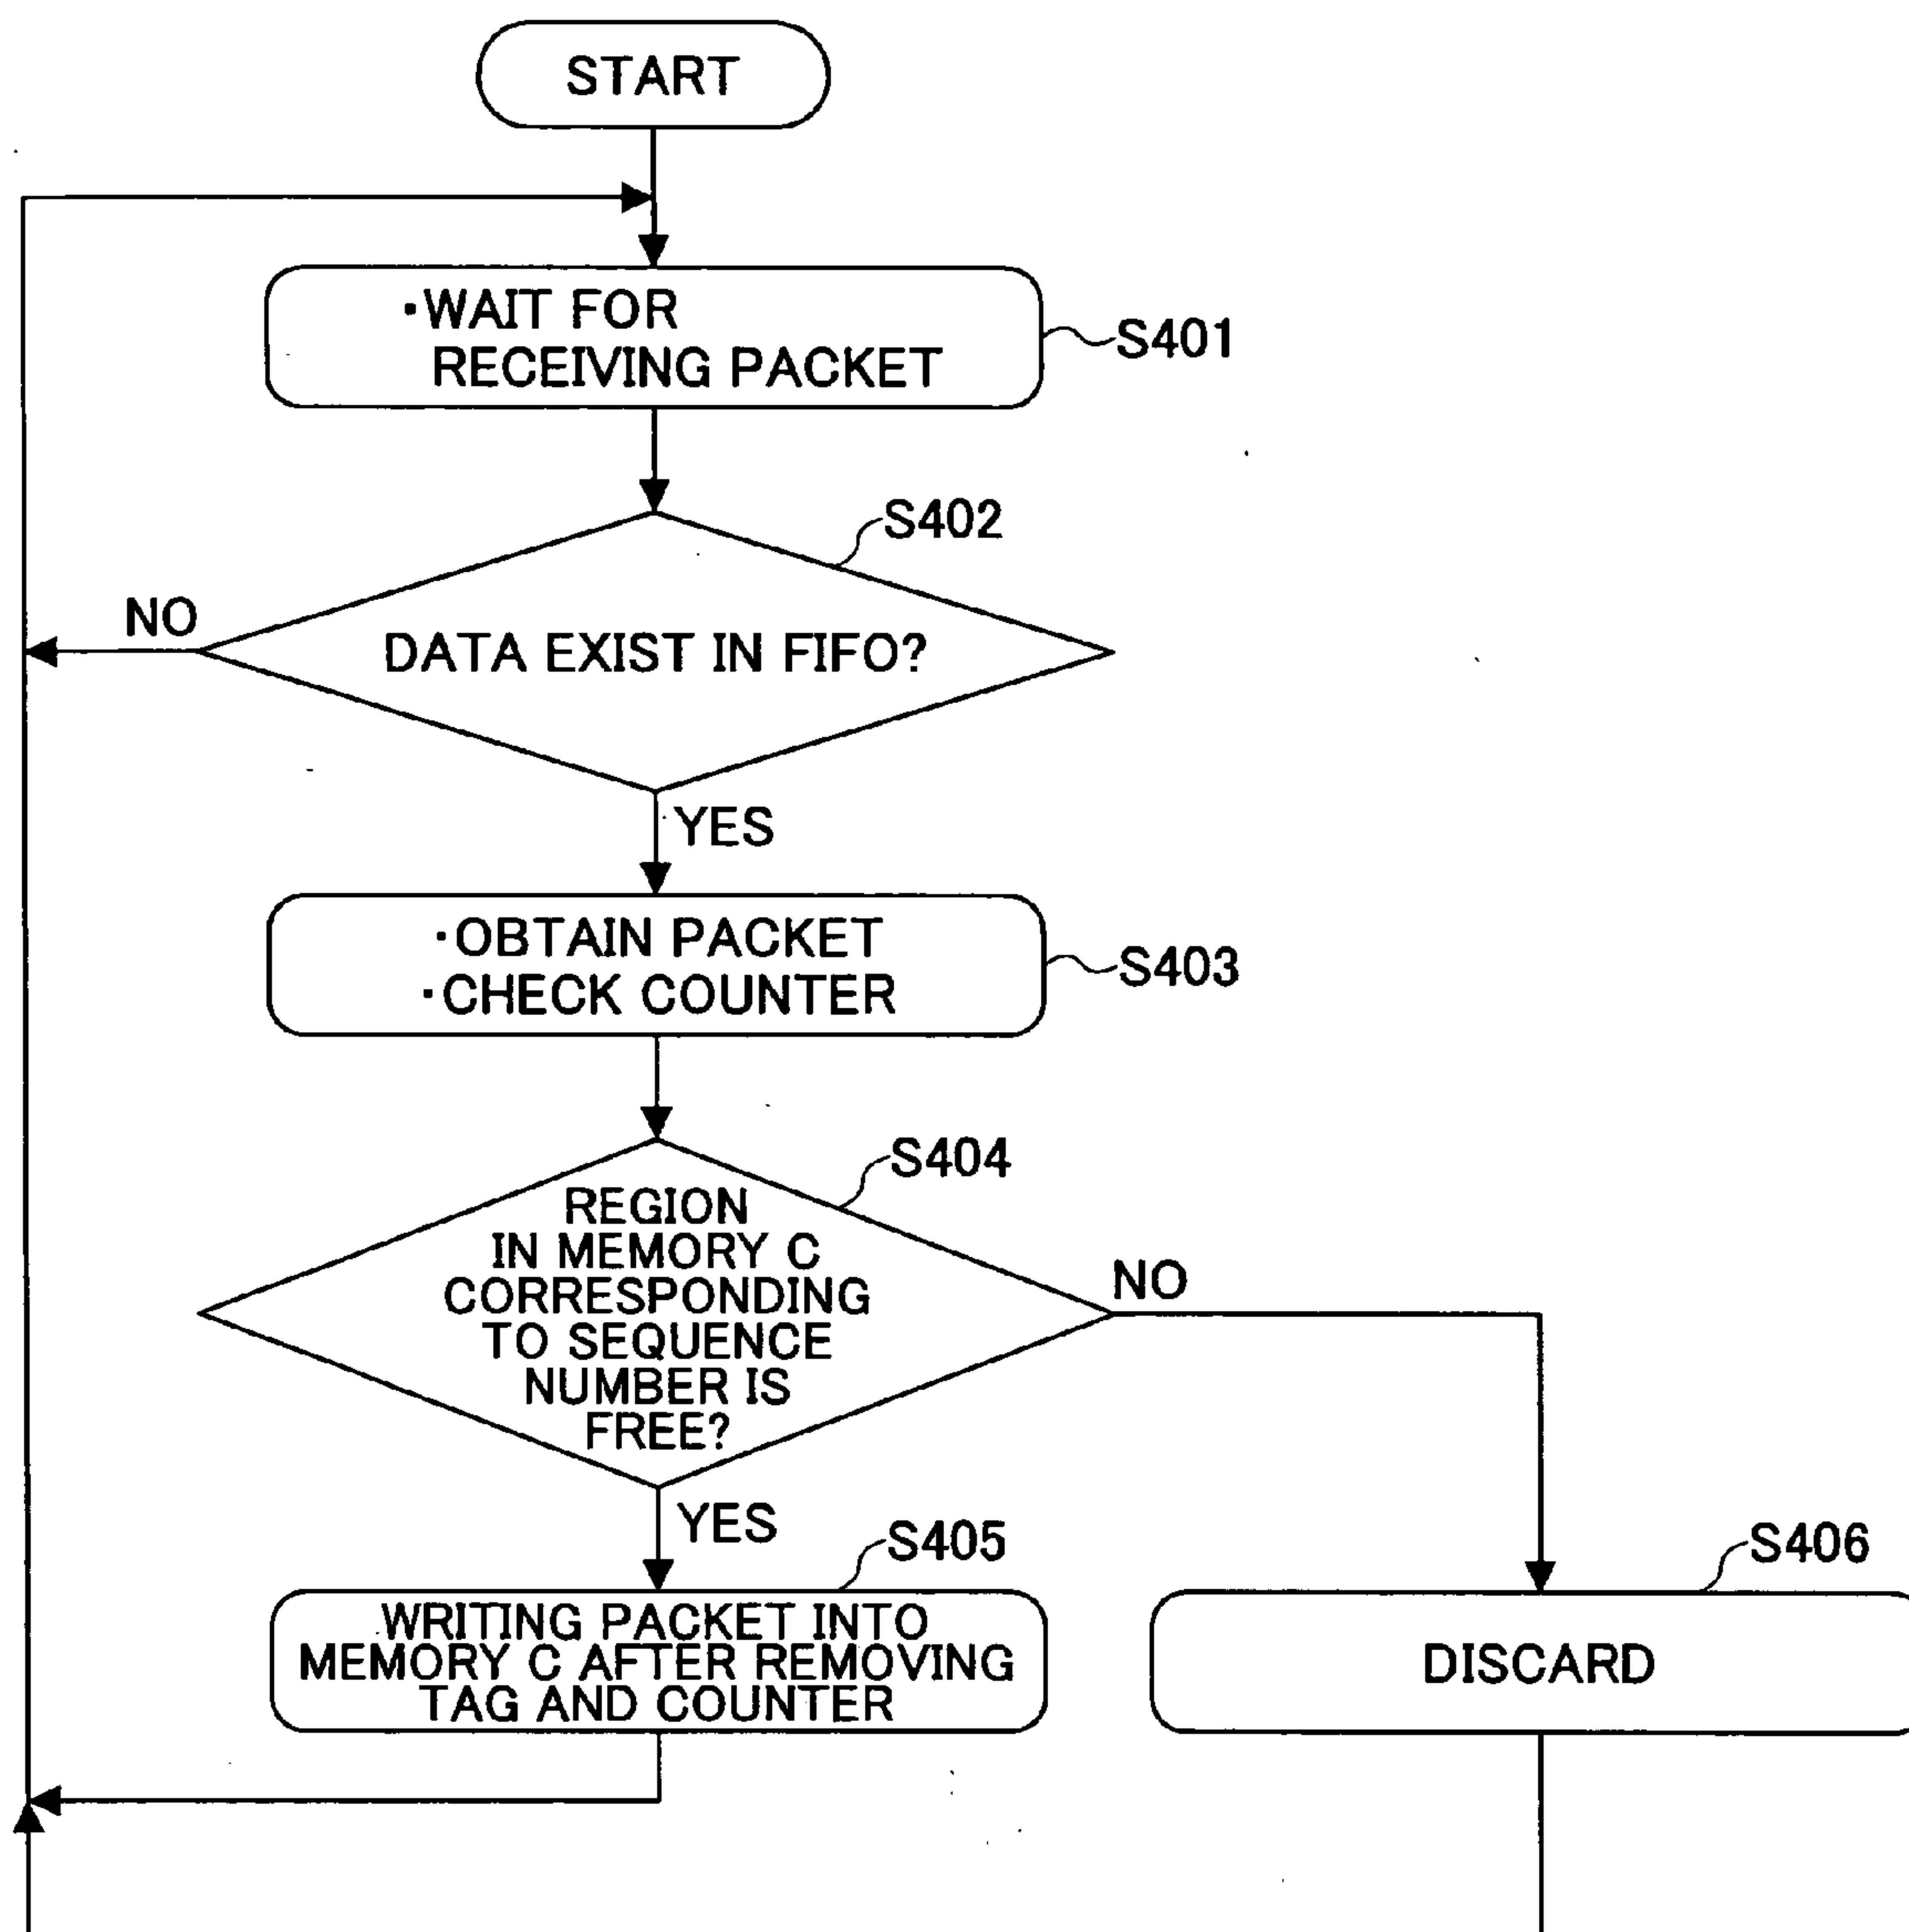 START
·WAIT FOR
RECEIVING PACKET
S401
S402
NO
DATA EXIST IN FIFO?
YES
·OBTAIN PACKET
·CHECK COUNTER
S403
S404
REGION
IN MEMORY C
CORRESPONDING
TO SEQUENCE
NUMBER IS
FREE?
NO
YES
S405
WRITING PACKET INTO
MEMORY C AFTER REMOVING
TAG AND COUNTER
S406
DISCARD